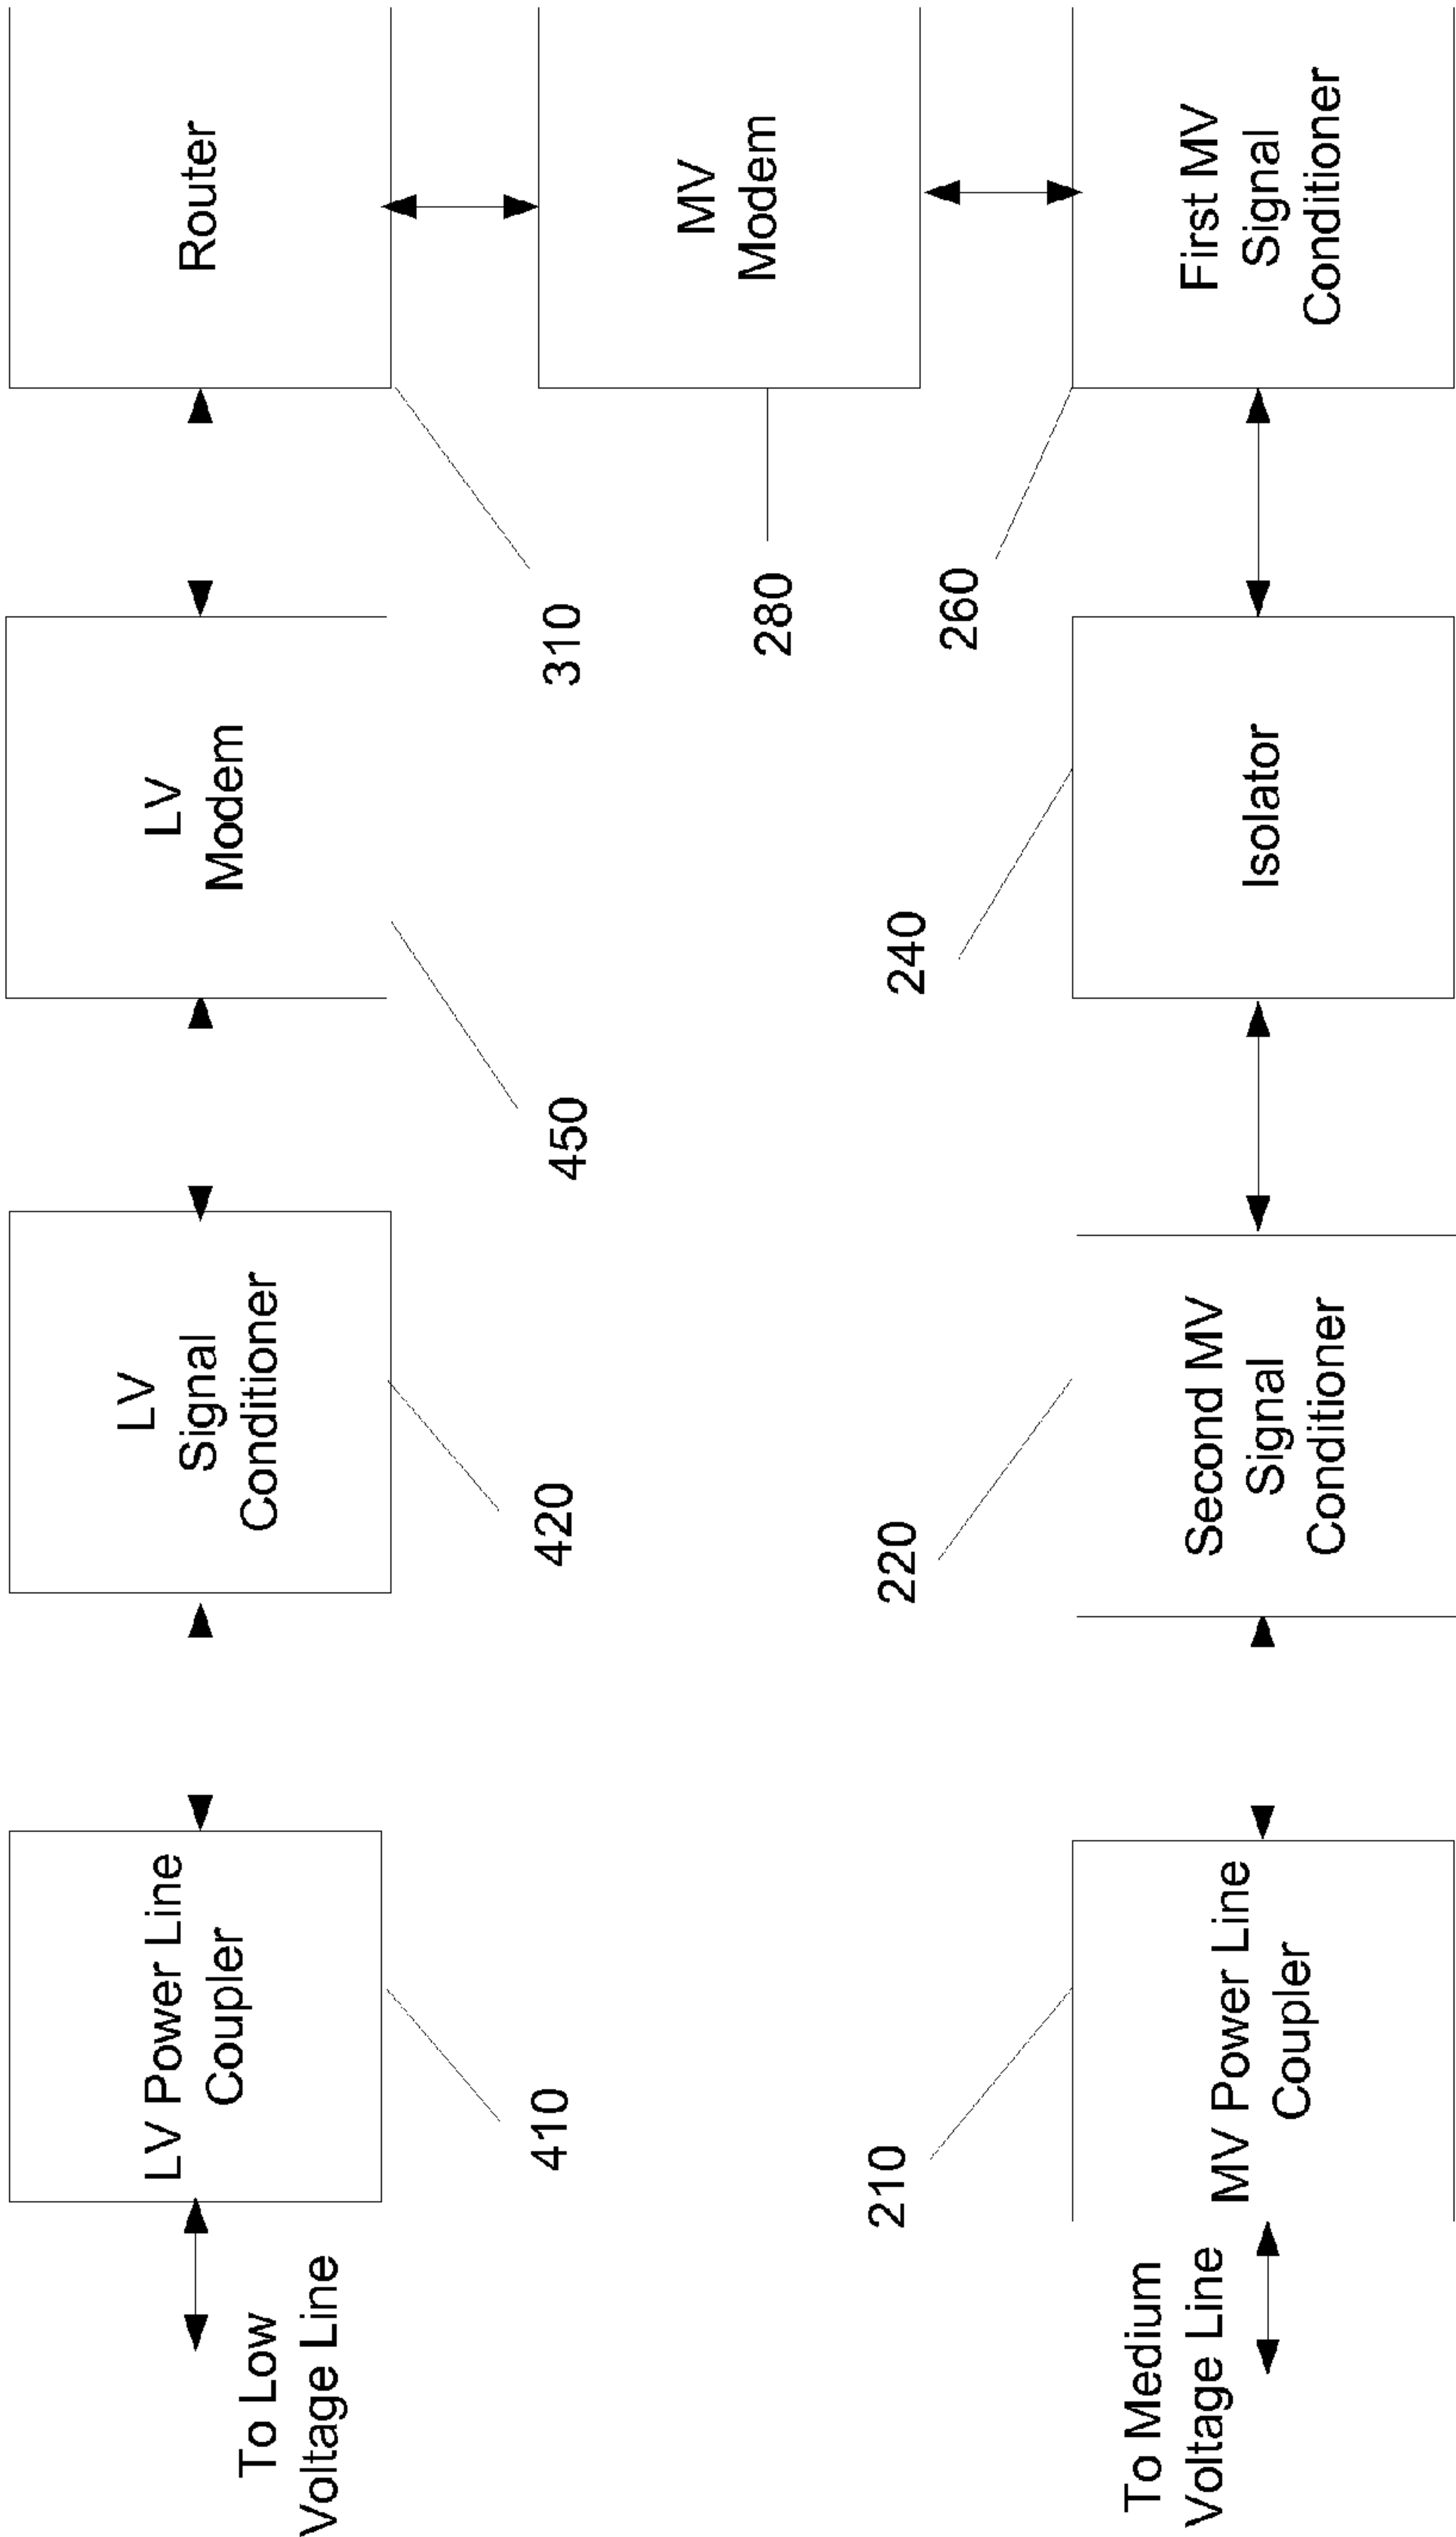 To Low
Voltage Line
LV Power Line
Coupler
410
LV
Signal
Conditioner
420
LV
Modem
450
Router
310
MV
Modem
280
To Medium
Voltage Line
MV Power Line
Coupler
210
Second MV
Signal
Conditioner
220
Isolator
240
First MV
Signal
Conditioner
260